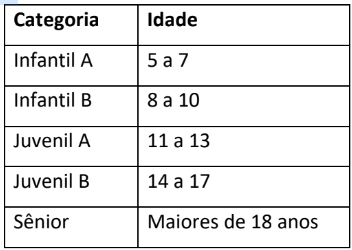 Categoria Idade
Infantil A 5 a 7
Infantil B 8 a 10
Juvenil A 11 a 13
Juvenil B 14 a 17
Sênior Maiores de 18 anos